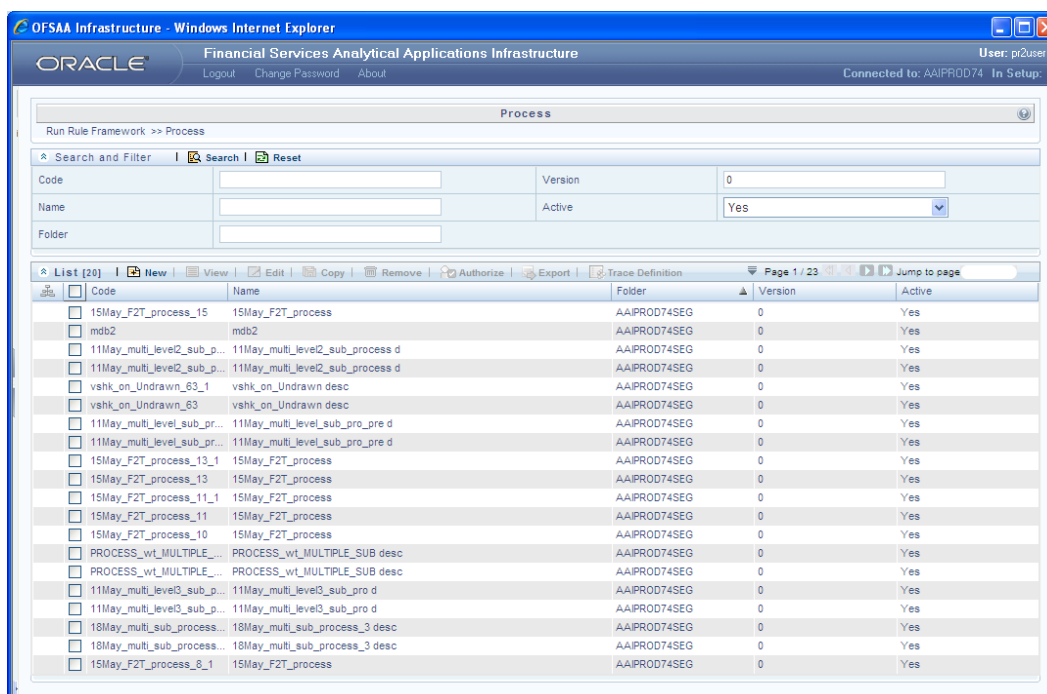 OFSAA Infrastructure - Windows Internet Explorer
ORACLE Financial Services Analytical Applications Infrastructure User: pr2user
Logout Change Password About Connected to: AAIPROD74 In Setup:
Process
Run Rule Framework >> Process
Search and Filter | Search | Reset
Code Version 0
Name Active Yes
Folder
List [20] | New | View | Edit | Copy | Remove | Authorize | Export | Trace Definition Page 1 / 23 Jump to page
Code Name Folder Version Active
15May_F2T_process_15 15May_F2T_process AAIPROD74SEG 0 Yes
mdb2 mdb2 AAIPROD74SEG 0 Yes
11May_multi_level2_sub_p... 11May_multi_level2_sub_process d AAIPROD74SEG 0 Yes
11May_multi_level2_sub_p... 11May_multi_level2_sub_process d AAIPROD74SEG 0 Yes
vshk_on_Undrawn_63_1 vshk_on_Undrawn desc AAIPROD74SEG 0 Yes
vshk_on_Undrawn_63 vshk_on_Undrawn desc AAIPROD74SEG 0 Yes
11May_multi_level_sub_pr... 11May_multi_level_sub_pro_pre d AAIPROD74SEG 0 Yes
11May_multi_level_sub_pr... 11May_multi_level_sub_pro_pre d AAIPROD74SEG 0 Yes
15May_F2T_process_13_1 15May_F2T_process AAIPROD74SEG 0 Yes
15May_F2T_process_13 15May_F2T_process AAIPROD74SEG 0 Yes
15May_F2T_process_11_1 15May_F2T_process AAIPROD74SEG 0 Yes
15May_F2T_process_11 15May_F2T_process AAIPROD74SEG 0 Yes
15May_F2T_process_10 15May_F2T_process AAIPROD74SEG 0 Yes
PROCESS_wt_MULTIPLE_... PROCESS_wt_MULTIPLE_SUB desc AAIPROD74SEG 0 Yes
PROCESS_wt_MULTIPLE_... PROCESS_wt_MULTIPLE_SUB desc AAIPROD74SEG 0 Yes
11May_multi_level3_sub_p... 11May_multi_level3_sub_pro d AAIPROD74SEG 0 Yes
11May_multi_level3_sub_p... 11May_multi_level3_sub_pro d AAIPROD74SEG 0 Yes
18May_multi_sub_process... 18May_multi_sub_process_3 desc AAIPROD74SEG 0 Yes
18May_multi_sub_process... 18May_multi_sub_process_3 desc AAIPROD74SEG 0 Yes
15May_F2T_process_8_1 15May_F2T_process AAIPROD74SEG 0 Yes